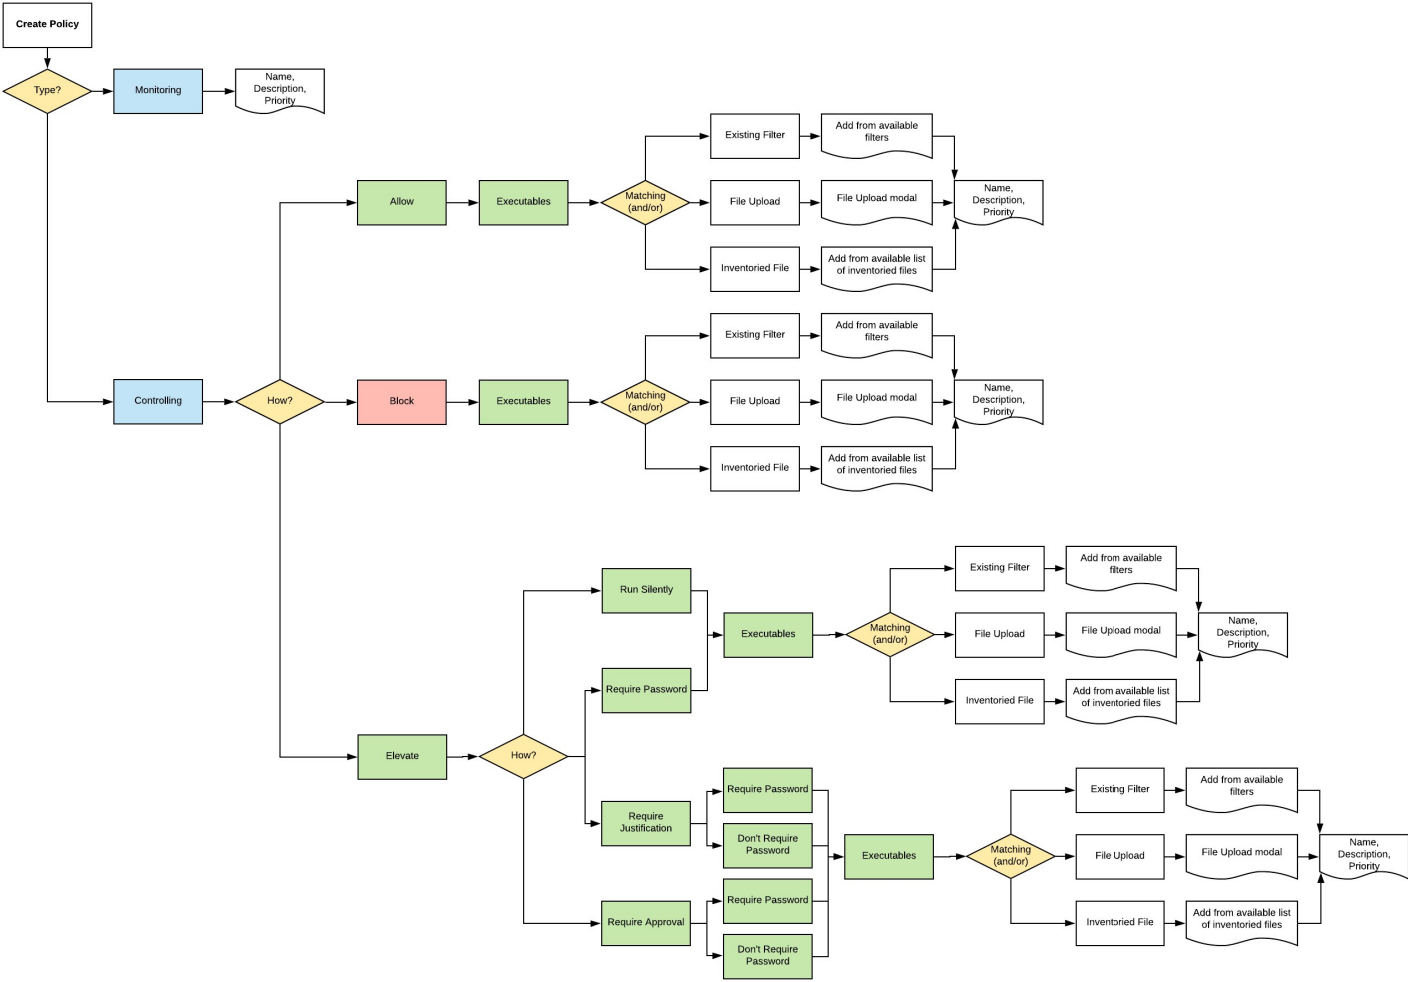 Create Policy
Type?
Monitoring
Name,
Description,
Priority
Existing Filter
Add from available
filters
Allow
Executables
Matching
(and/or)
File Upload
File Upload modal
Name,
Description,
Priority
Inventoried File
Add from available list
of inventoried files
Existing Filter
Add from available
filters
Controlling
How?
Block
Executables
Matching
(and/or)
File Upload
File Upload modal
Name,
Description,
Priority
Inventoried File
Add from available list
of inventoried files
Existing Filter
Add from available
filters
Run Silently
Executables
Matching
(and/or)
File Upload
File Upload modal
Name,
Description,
Priority
Require Password
Inventoried File
Add from available list
of inventoried files
Elevate
How?
Require Password
Existing Filter
Add from available
filters
Require
Justification
Don't Require
Password
Executables
Matching
(and/or)
File Upload
File Upload modal
Name,
Description,
Priority
Require Password
Require Approval
Inventoried File
Add from available list
of inventoried files
Don't Require
Password